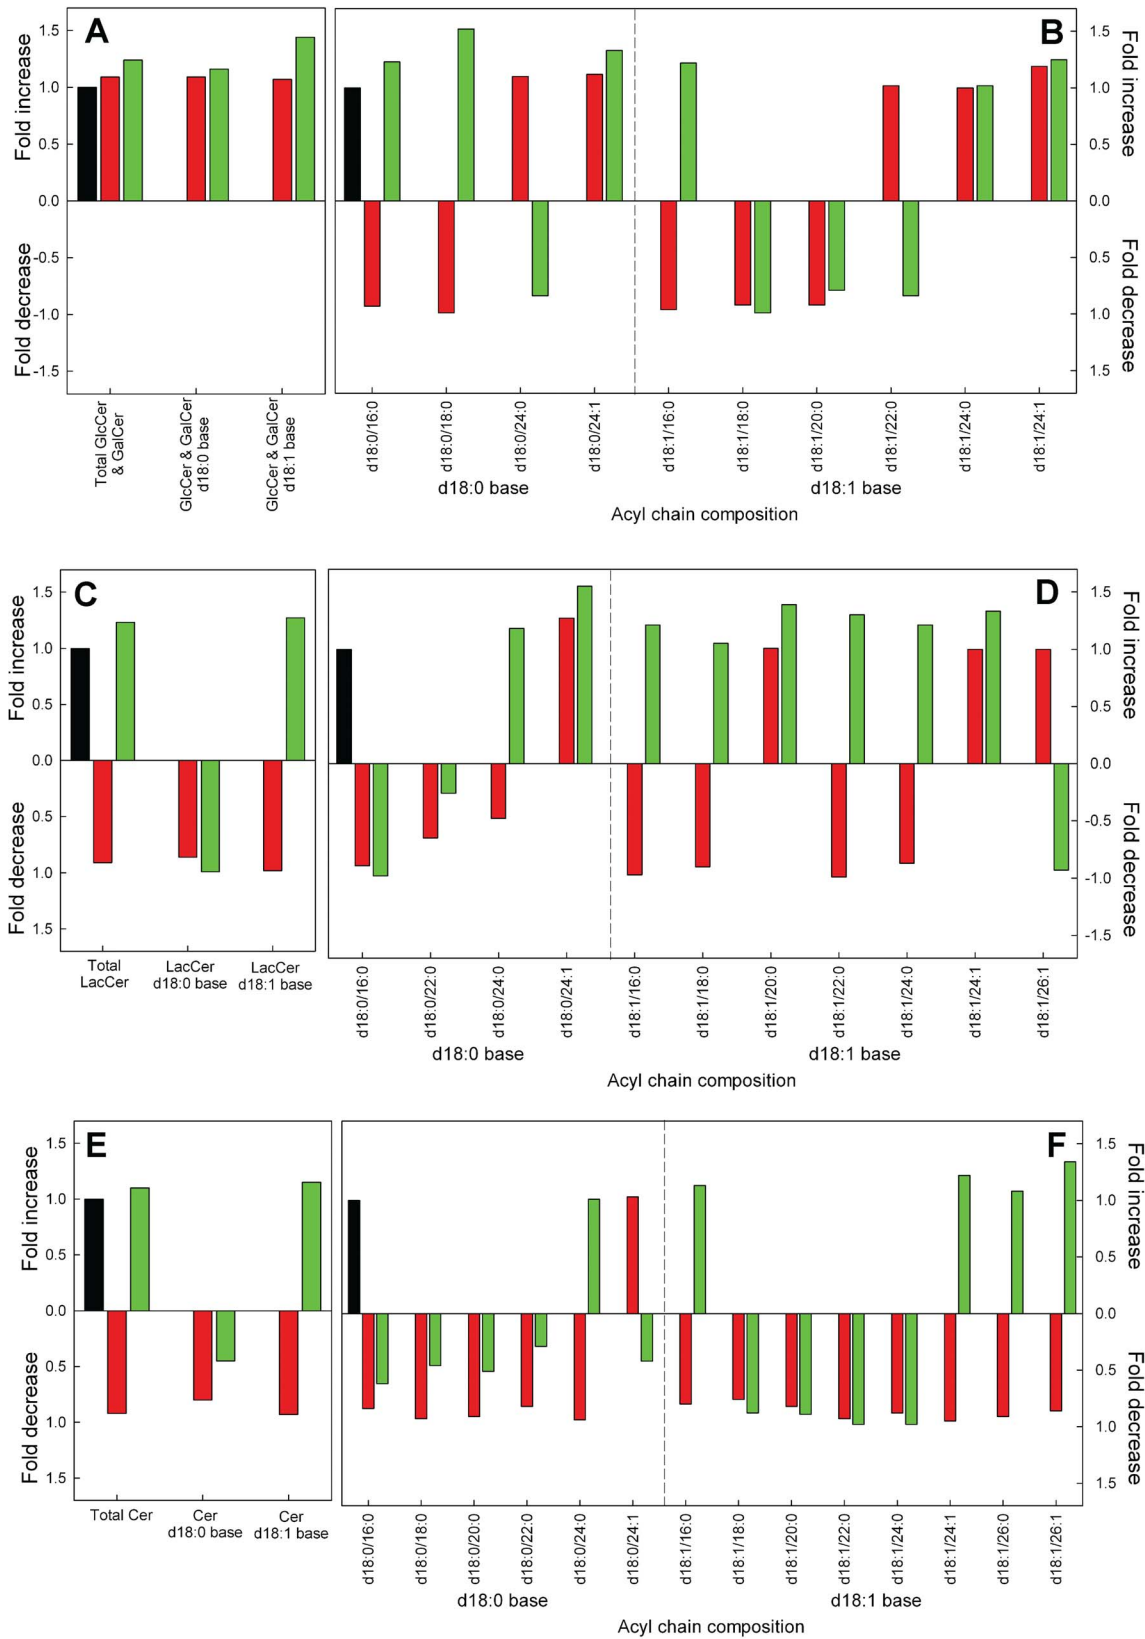 A
B
Fold increase
Fold decrease
1.5
1.0
0.5
0.0
-0.5
-1.0
-1.5
1.5
1.0
0.5
0.0
0.5
1.0
1.5
Fold increase
Fold decrease
Total GlcCer
& GalCer
GlcCer & GalCer
d18:0 base
GlcCer & GalCer
d18:1 base
d18:0/16:0
d18:0/18:0
d18:0/24:0
d18:0/24:1
d18:1/16:0
d18:1/18:0
d18:1/20:0
d18:1/22:0
d18:1/24:0
d18:1/24:1
d18:0 base
d18:1 base
Acyl chain composition
C
D
Fold increase
Fold decrease
1.5
1.0
0.5
0.0
0.5
1.0
1.5
1.5
1.0
0.5
0.0
-0.5
-1.0
-1.5
Fold increase
Fold decrease
Total
LacCer
LacCer
d18:0 base
LacCer
d18:1 base
d18:0/16:0
d18:0/22:0
d18:0/24:0
d18:0/24:1
d18:1/16:0
d18:1/18:0
d18:1/20:0
d18:1/22:0
d18:1/24:0
d18:1/24:1
d18:1/26:1
d18:0 base
d18:1 base
Acyl chain composition
E
F
Fold increase
Fold decrease
1.5
1.0
0.5
0.0
0.5
1.0
1.5
1.5
1.0
0.5
0.0
0.5
1.0
1.5
Fold increase
Fold decrease
Total Cer
Cer
d18:0 base
Cer
d18:1 base
d18:0/16:0
d18:0/18:0
d18:0/20:0
d18:0/22:0
d18:0/24:0
d18:0/24:1
d18:1/16:0
d18:1/18:0
d18:1/20:0
d18:1/22:0
d18:1/24:0
d18:1/24:1
d18:1/26:0
d18:1/26:1
d18:0 base
d18:1 base
Acyl chain composition